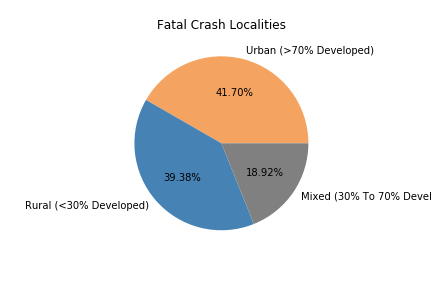 Fatal Crash Localities
Urban (>70% Developed)
41.70%
39.38%
18.92%
Rural (<30% Developed)
Mixed (30% To 70% Devel